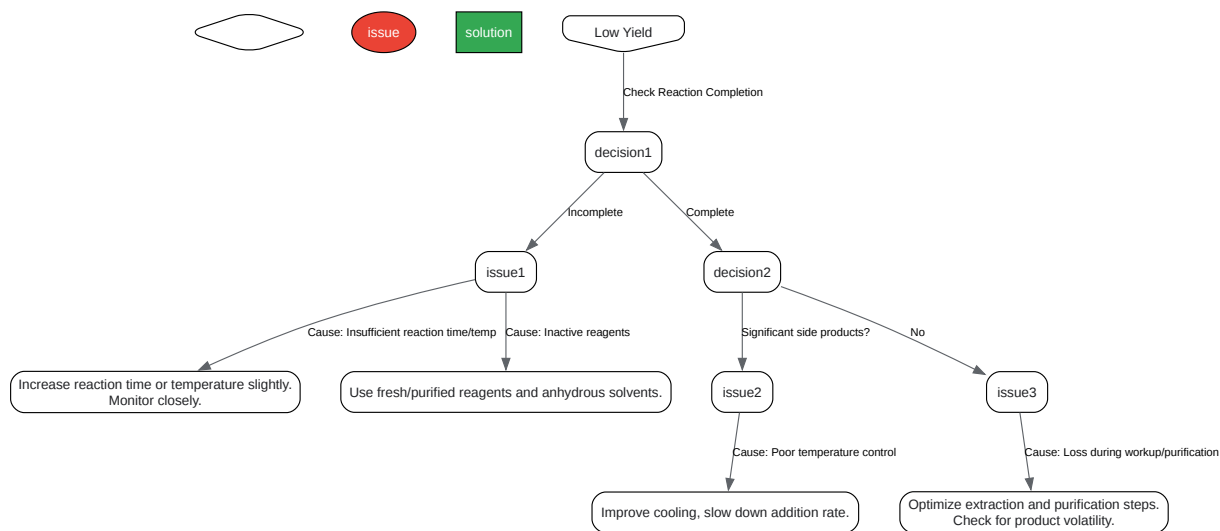 issue
solution
Low Yield
Check Reaction Completion
decision1
Incomplete
Complete
issue1
decision2
Cause: Insufficient reaction time/temp
Cause: Inactive reagents
Significant side products?
No
Increase reaction time or temperature slightly.
Monitor closely.
Use fresh/purified reagents and anhydrous solvents.
issue2
issue3
Cause: Poor temperature control
Cause: Loss during workup/purification
Improve cooling, slow down addition rate.
Optimize extraction and purification steps.
Check for product volatility.